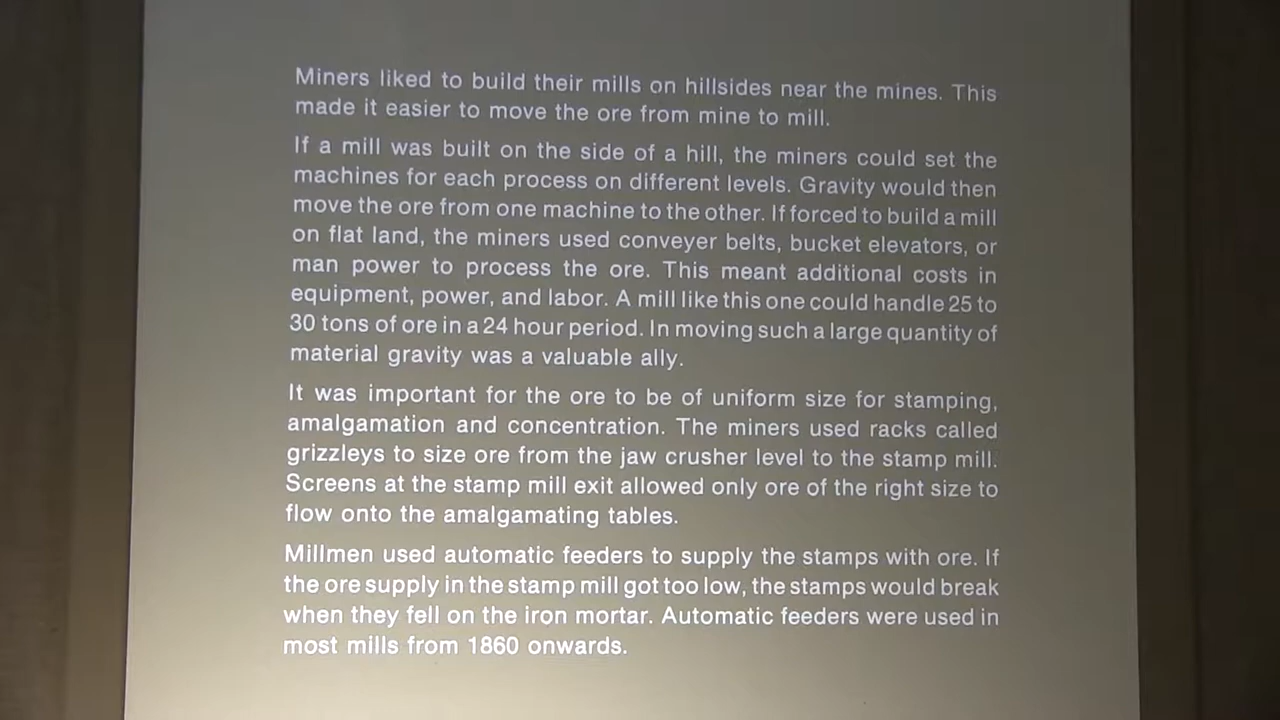 Miners liked to build their mills on hillsides near the mines. This
made it easier to move the ore from mine to mill.
If a mill was built on the side of a hill, the miners could set the
machines for each process on different levels. Gravity would then
move the ore from one machine to the other. If forced to build a mill
on flat land, the miners used conveyer belts, bucket elevators, or
man power to process the ore. This meant additional costs in
equipment, power, and labor. A mill like this one could handle 25 to
30 tons of ore in a 24 hour period. In moving such a large quantity of
material gravity was a valuable ally.
It was important for the ore to be of uniform size for stamping,
amalgamation and concentration. The miners used racks called
grizzleys to size ore from the jaw crusher level to the stamp mill.
Screens at the stamp mill exit allowed only ore of the right size to
flow onto the amalgamating tables.
Millmen used automatic feeders to supply the stamps with ore. If
the ore supply in the stamp mill got too low, the stamps would break
when they fell on the iron mortar. Automatic feeders were used in
most mills from 1860 onwards.